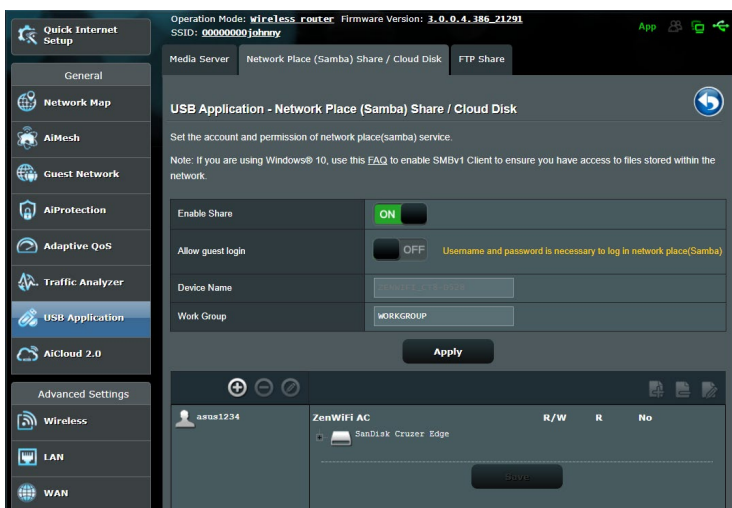 Quick Internet
Setup
General
Network Map
AiMesh
Guest Network
AiProtection
Adaptive QoS
Traffic Analyzer
USB Application
AiCloud 2.0
Advanced Settings
Wireless
LAN
WAN
Operation Mode: Wireless router Firmware Version: 3.0.0.4.386_21291
SSID: 00000000johnny
App
Media Server
Network Place (Samba) Share / Cloud Disk
FTP Share
USB Application - Network Place (Samba) Share / Cloud Disk
Set the account and permission of network place(samba) service.
Note: If you are using Windows® 10, use this FAQ to enable SMBv1 Client to ensure you have access to files stored within the
network.
Enable Share ON
Allow guest login OFF Username and password is necessary to log in network place(Samba)
Device Name
Work Group WORKGROUP
Apply
asus1234
ZenWiFi AC R/W R No
SanDisk Cruzer Edge
Save